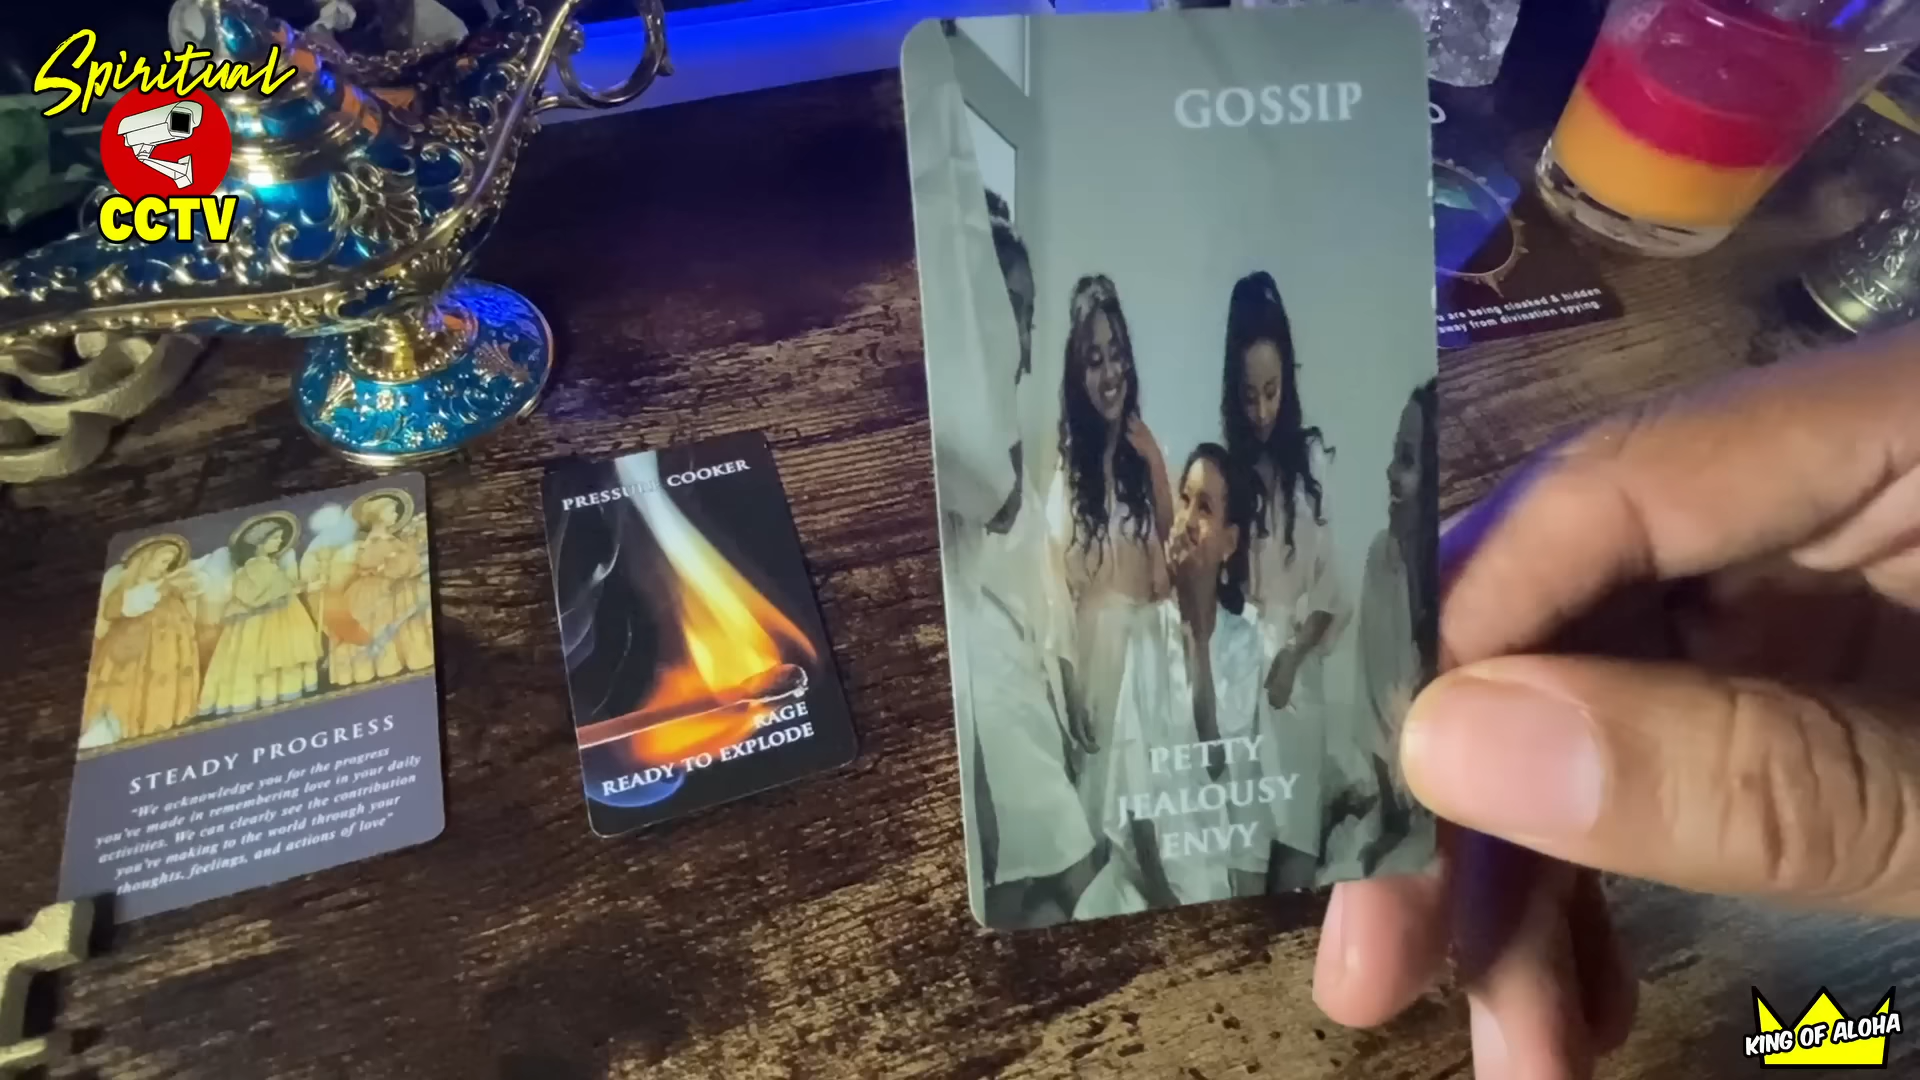 Spiritual
CCTV
GOSSIP
PETTY
JEALOUSY
ENVY
PRESSURE COOKER
RAGE
READY TO EXPLODE
STEADY PROGRESS
"We acknowledge you for the progress
you've made in remembering love in your daily
activities. We can clearly see the contribution
you're making to the world through your
thoughts, feelings, and actions of love"
are being cloaked & hidden
away from divination spying.
KING OF ALOHA